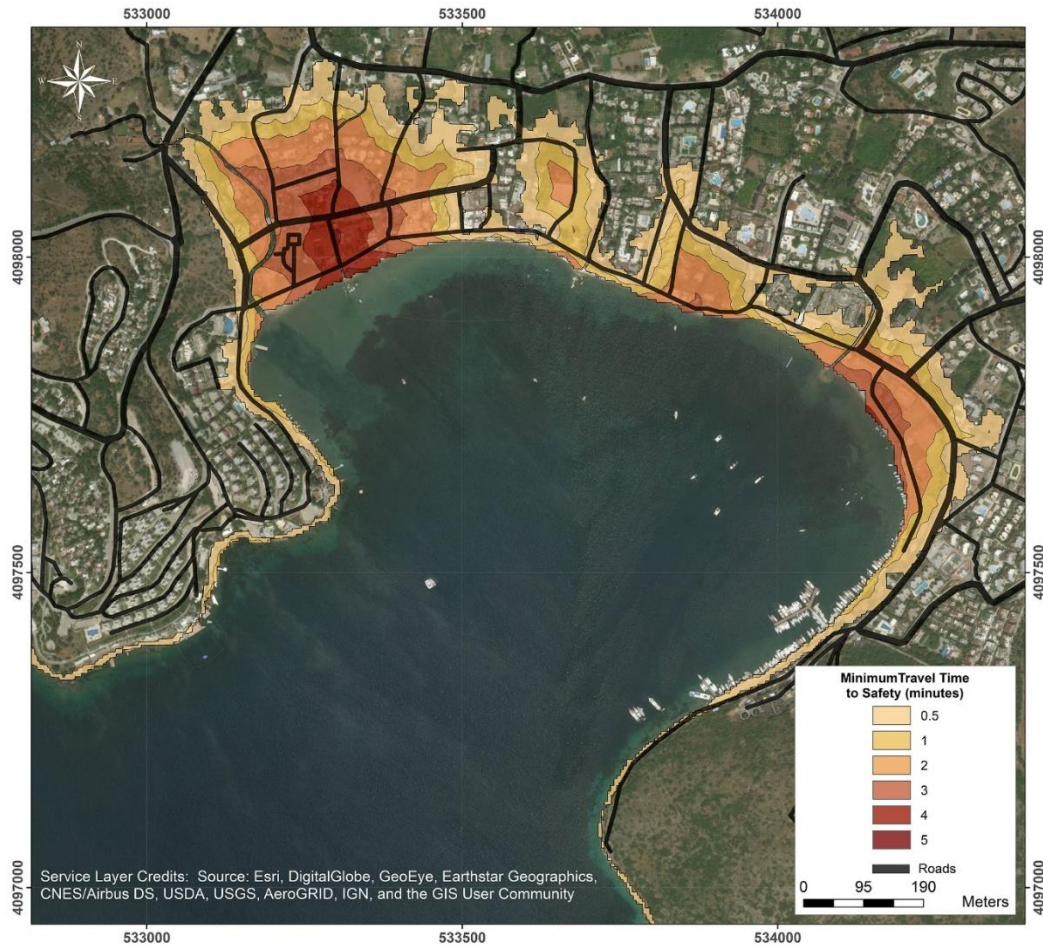 533000 533500 534000
N
W E
S
4098000 4098000
4097500 4097500
MinimumTravel Time
to Safety (minutes)
0.5
1
2
3
4
5
Roads
0 95 190
Meters
4097000 4097000
Service Layer Credits: Source: Esri, DigitalGlobe, GeoEye, Earthstar Geographics,
CNES/Airbus DS, USDA, USGS, AeroGRID, IGN, and the GIS User Community
533000 533500 534000